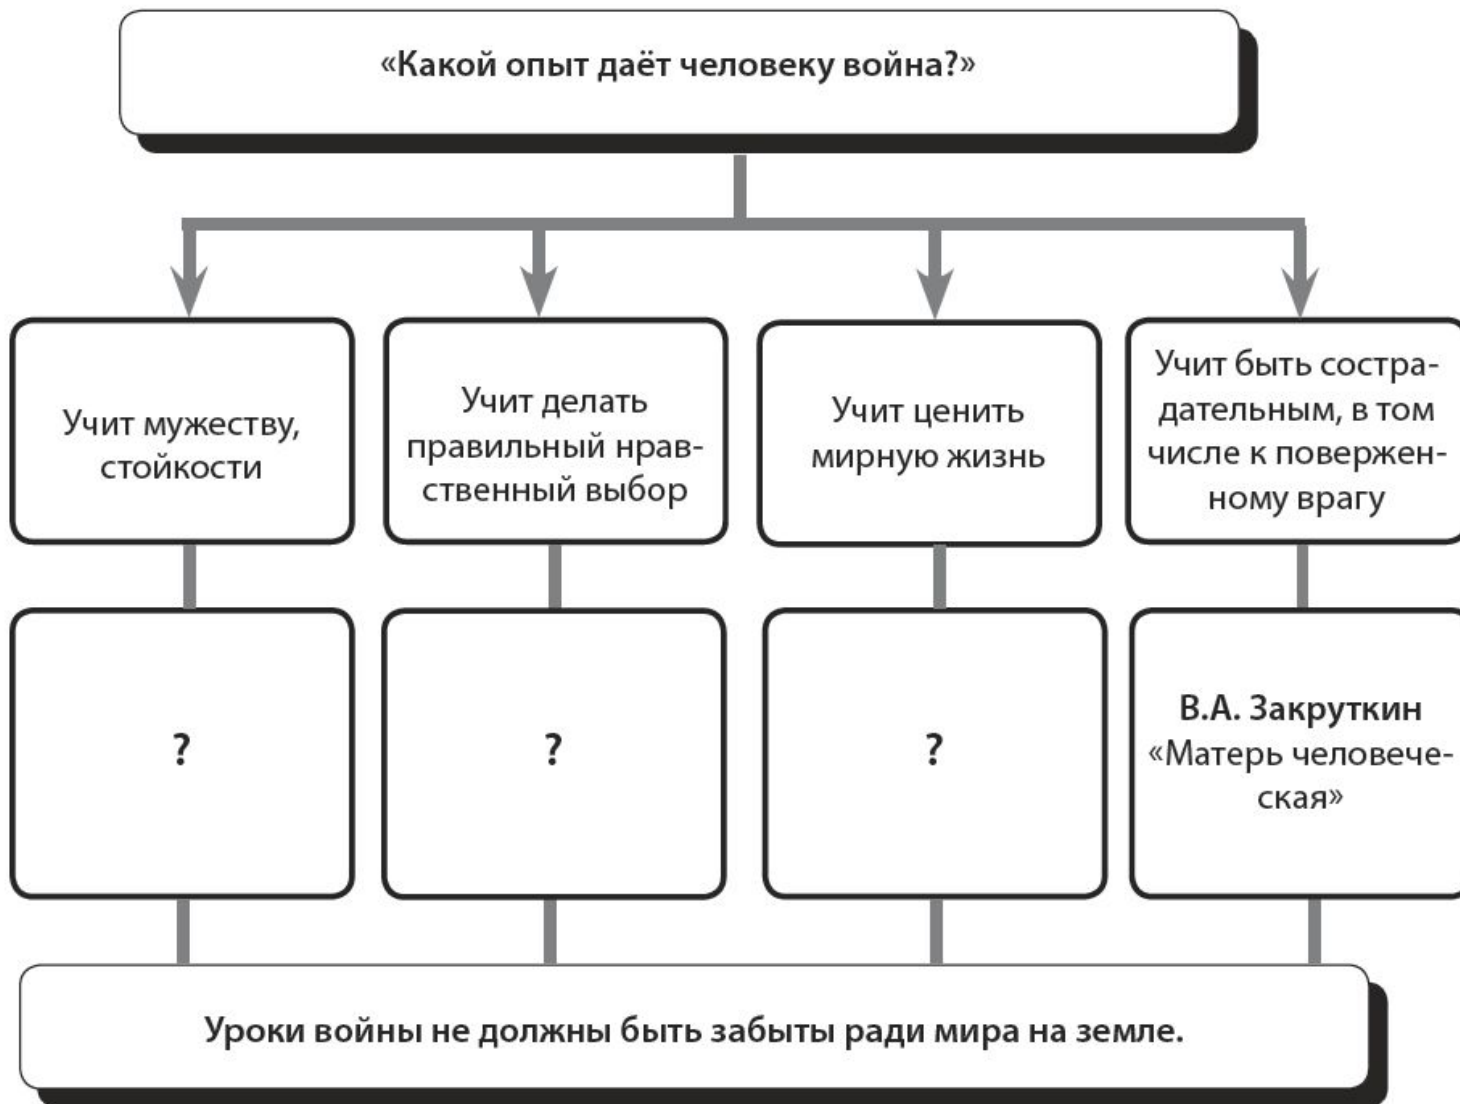 «Какой опыт даёт человеку война?»
Учит мужеству,
стойкости
Учит делать
правильный нрав-
ственный выбор
Учит ценить
мирную жизнь
Учит быть состра-
дательным, в том
числе к повержен-
ному врагу
?
?
?
В.А. Закруткин
«Матерь человече-
ская»
Уроки войны не должны быть забыты ради мира на земле.